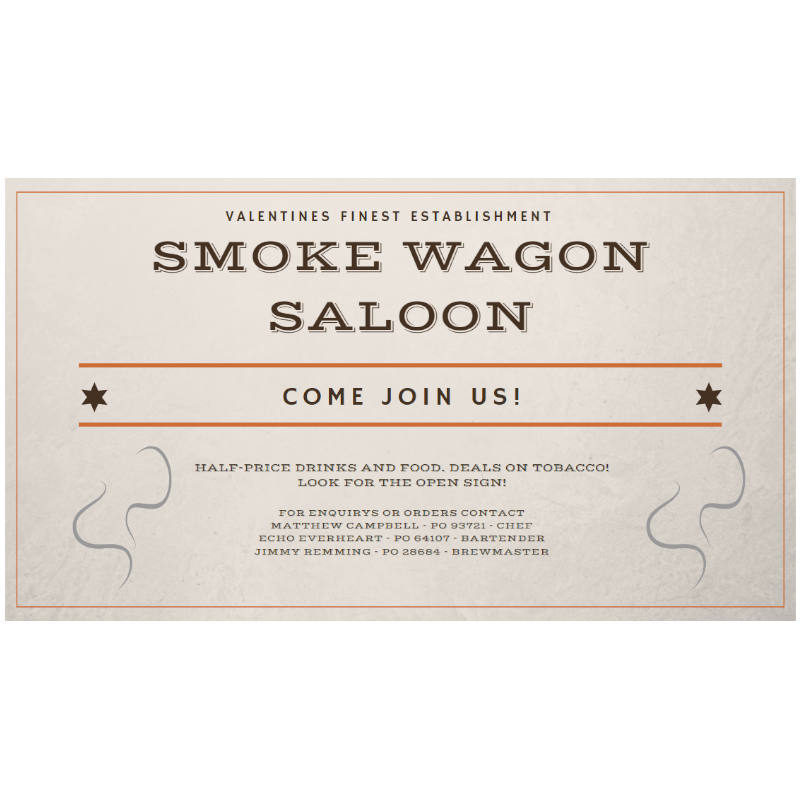 VALENTINES FINEST ESTABLISHMENT
SMOKE WAGON
SALOON
COME JOIN US!
HALF-PRICE DRINKS AND FOOD. DEALS ON TOBACCO!
LOOK FOR THE OPEN SIGN!
FOR ENQUIRYS OR ORDERS CONTACT
MATTHEW CAMPBELL - PO 93721 - CHEF
ECHO EVERHEART - PO 64107 - BARTENDER
JIMMY REMMING - PO 28684 - BREWMASTER